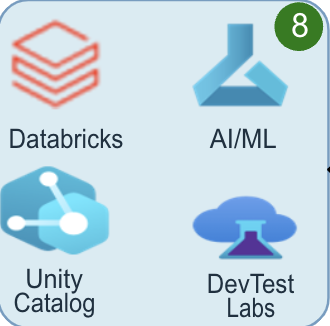 8
Databricks
AI/ML
Unity
Catalog
DevTest
Labs